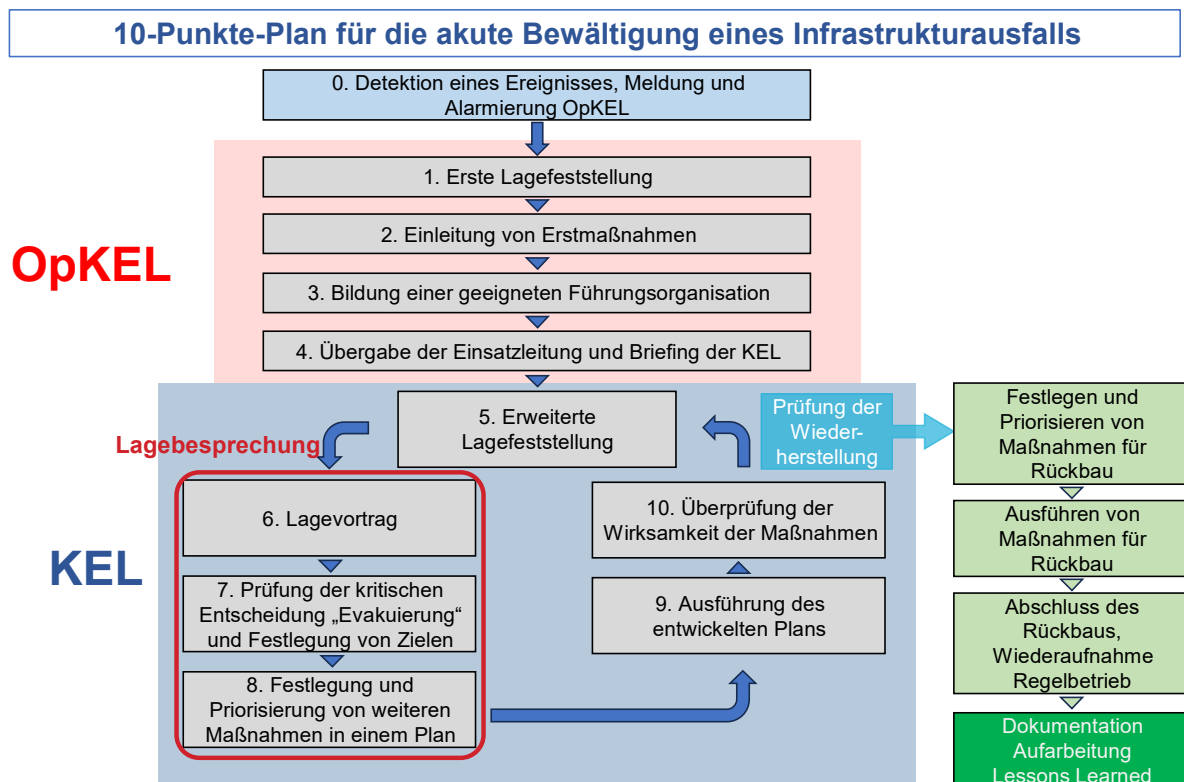 10-Punkte-Plan für die akute Bewältigung eines Infrastrukturausfalls
0. Detektion eines Ereignisses, Meldung und
Alarmierung OpKEL
1. Erste Lagefeststellung
2. Einleitung von Erstmaßnahmen
OpKEL
3. Bildung einer geeigneten Führungsorganisation
4. Übergabe der Einsatzleitung und Briefing der KEL
5. Erweiterte
Lagefeststellung
Prüfung der
Wieder-
herstellung
Lagebesprechung
6. Lagevortrag
KEL
7. Prüfung der kritischen
Entscheidung „Evakuierung“
und Festlegung von Zielen
8. Festlegung und
Priorisierung von weiteren
Maßnahmen in einem Plan
9. Ausführung des
entwickelten Plans
10. Überprüfung der
Wirksamkeit der Maßnahmen
Festlegen und
Priorisieren von
Maßnahmen für
Rückbau
Ausführen von
Maßnahmen für
Rückbau
Abschluss des
Rückbaus,
Wiederaufnahme
Regelbetrieb
Dokumentation
Aufarbeitung
Lessons Learned